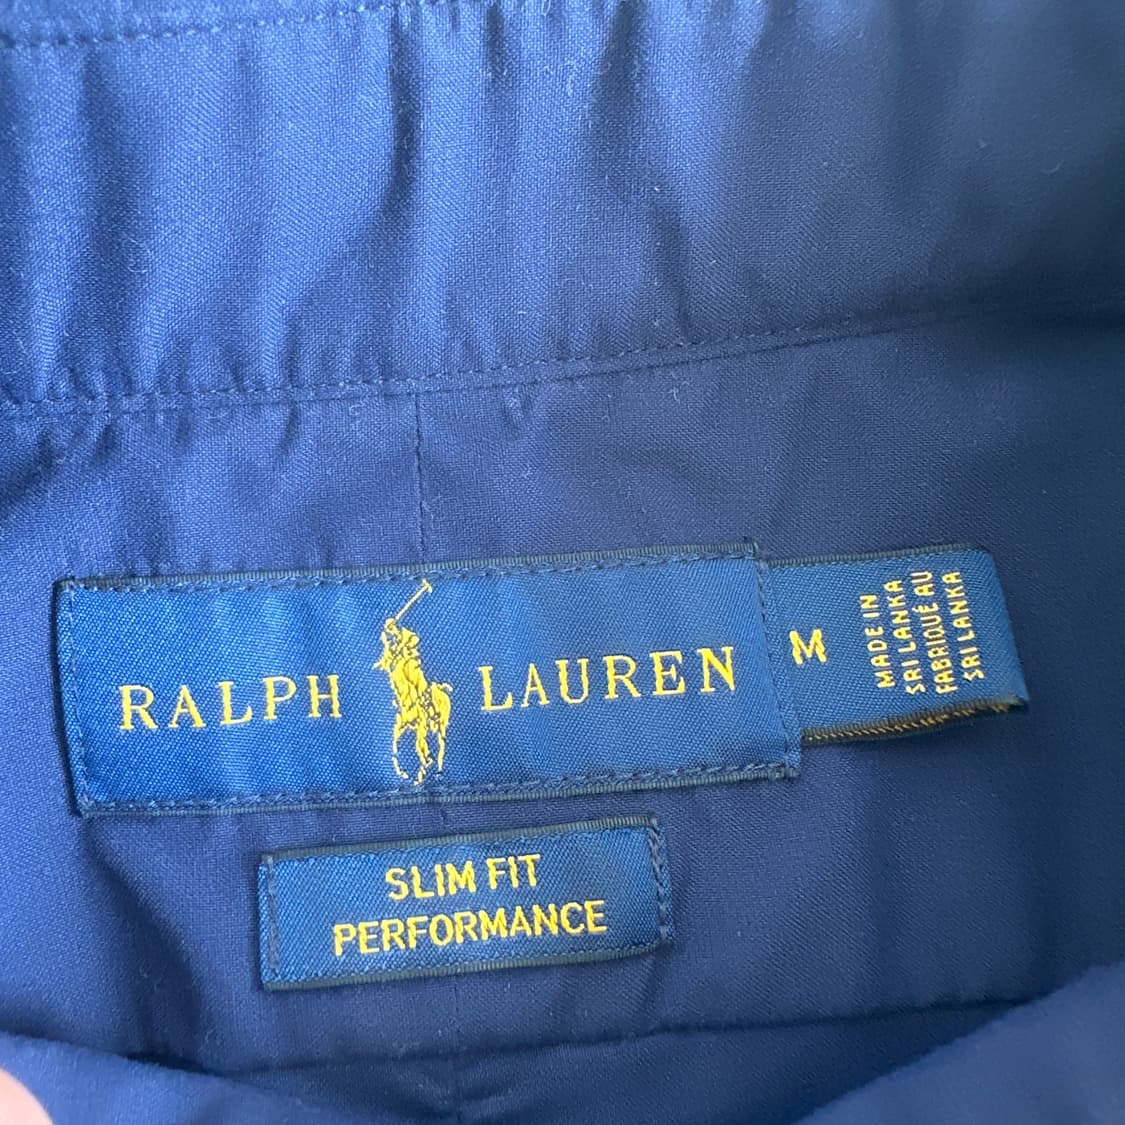 RALPH LAUREN
M
MADE IN
SRI LANKA
FABRIQUÉ AU
SRI LANKA
SLIM FIT
PERFORMANCE